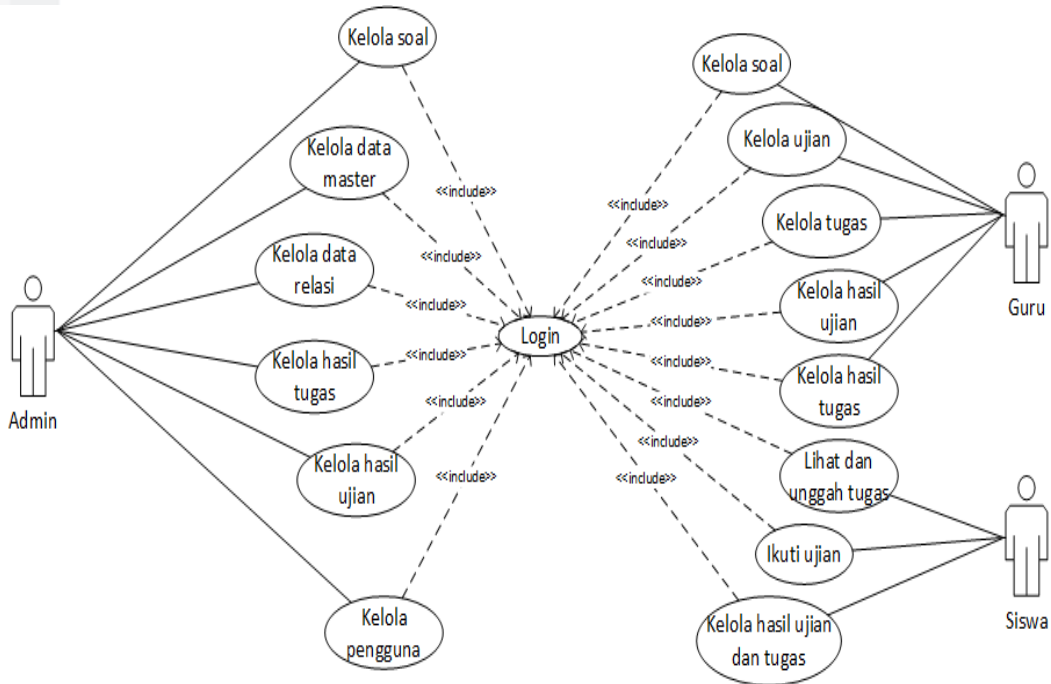 Kelola soal
Kelola data
master
Kelola data
relasi
Kelola hasil
tugas
Kelola hasil
ujian
Kelola
pengguna
Admin
<<include>>
<<include>>
<<include>>
<<include>>
<<include>>
<<include>>
Login
<<include>>
<<include>>
<<include>>
<<include>>
<<include>>
<<include>>
<<include>>
<<include>>
Kelola soal
Kelola ujian
Kelola tugas
Kelola hasil
ujian
Kelola hasil
tugas
Lihat dan
unggah tugas
Ikuti ujian
Kelola hasil ujian
dan tugas
Guru
Siswa